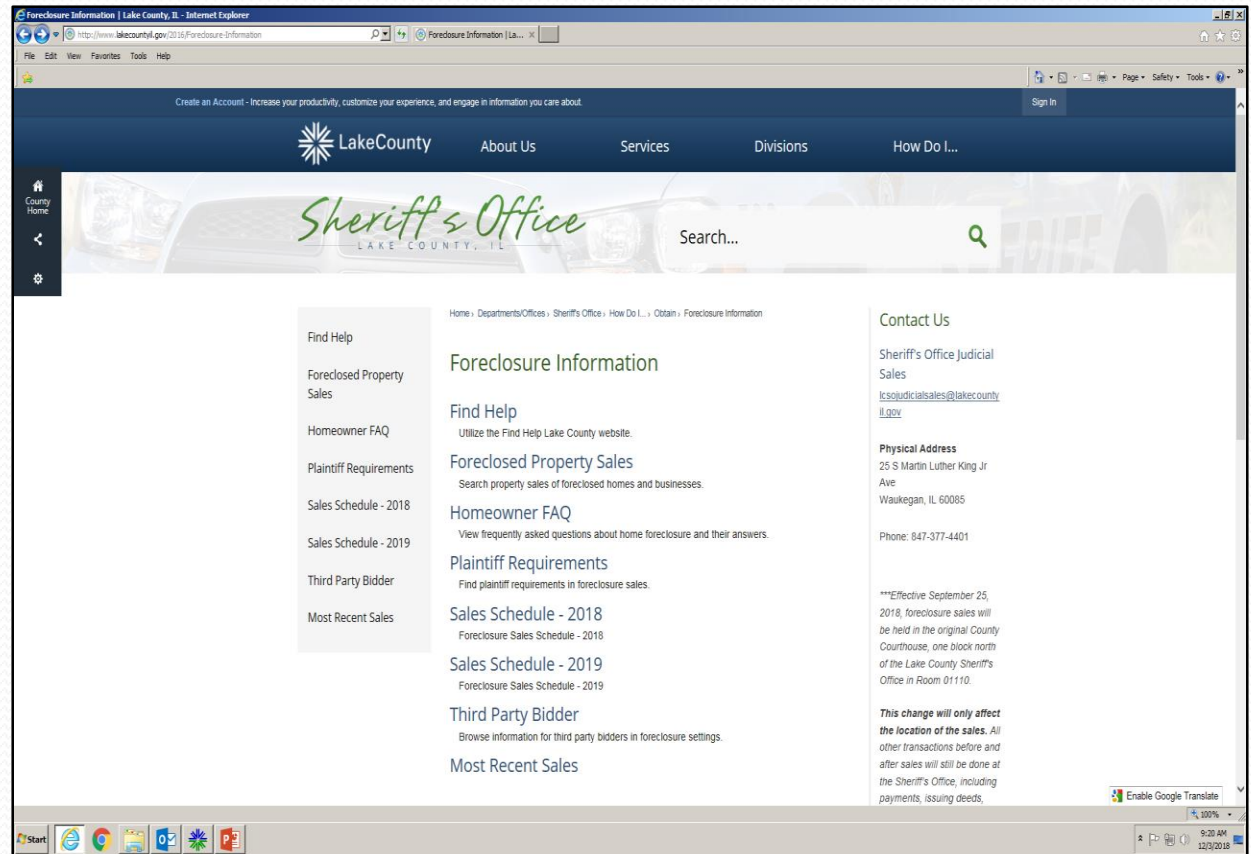 Foreclosure Information | Lake County, IL - Internet Explorer
http://www.lakecountyil.gov/2016/Foreclosure-Information
Foreclosure Information | La...
File Edit View Favorites Tools Help
Page Safety Tools
Create an Account - Increase your productivity, customize your experience, and engage in information you care about.
Sign In
LakeCounty
About Us
Services
Divisions
How Do I...
County
Home
Sheriff's Office
LAKE COUNTY, IL
Search...
Find Help
Foreclosed Property
Sales
Homeowner FAQ
Plaintiff Requirements
Sales Schedule - 2018
Sales Schedule - 2019
Third Party Bidder
Most Recent Sales
Home › Departments/Offices › Sheriff's Office › How Do I... › Obtain › Foreclosure Information
Foreclosure Information
Find Help
Utilize the Find Help Lake County website.
Foreclosed Property Sales
Search property sales of foreclosed homes and businesses.
Homeowner FAQ
View frequently asked questions about home foreclosure and their answers.
Plaintiff Requirements
Find plaintiff requirements in foreclosure sales.
Sales Schedule - 2018
Foreclosure Sales Schedule - 2018
Sales Schedule - 2019
Foreclosure Sales Schedule - 2019
Third Party Bidder
Browse information for third party bidders in foreclosure settings.
Most Recent Sales
Contact Us
Sheriff's Office Judicial
Sales
lcsojudicialsales@lakecounty
il.gov
Physical Address
25 S Martin Luther King Jr
Ave
Waukegan, IL 60085
Phone: 847-377-4401
***Effective September 25,
2018, foreclosure sales will
be held in the original County
Courthouse, one block north
of the Lake County Sheriff's
Office in Room 01110.
This change will only affect
the location of the sales. All
other transactions before and
after sales will still be done at
the Sheriff's Office, including
payments, issuing deeds,
Enable Google Translate
100%
Start
9:20 AM
12/3/2018